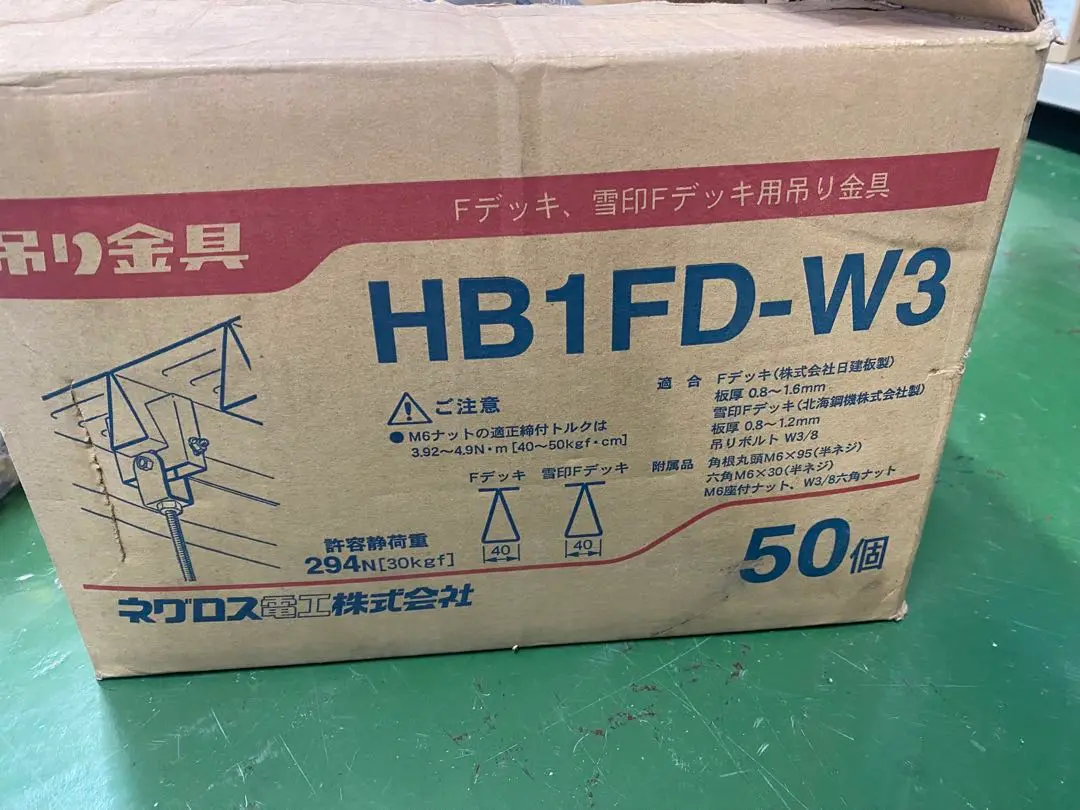 Fデッキ、雪印Fデッキ用吊り金具
吊り金具
HB1FD-W3
適 合 Fデッキ(株式会社日建板製)
板厚 0.8〜1.6mm
雪印Fデッキ(北海鋼機株式会社製)
板厚 0.8〜1.2mm
吊りボルト W3/8
附属品 角根丸頭M6×95(半ネジ)
六角M6×30(半ネジ)
M6座付ナット、W3/8六角ナット
ご注意
● M6ナットの適正締付トルクは
3.92〜4.9N・m[40〜50kgf・cm]
Fデッキ 雪印Fデッキ
40 40
許容静荷重
294N[30kgf]
50個
ネグロス電工株式会社